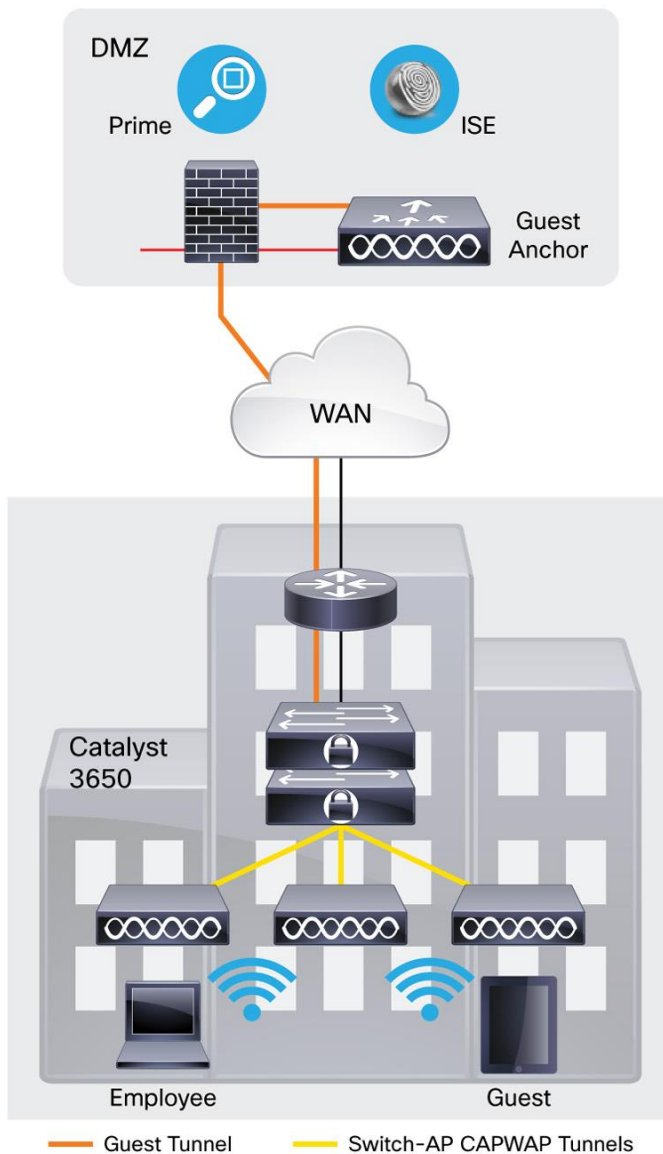 DMZ
Prime
ISE
Guest
Anchor
WAN
Catalyst
3650
Employee
Guest
Guest Tunnel
Switch-AP CAPWAP Tunnels